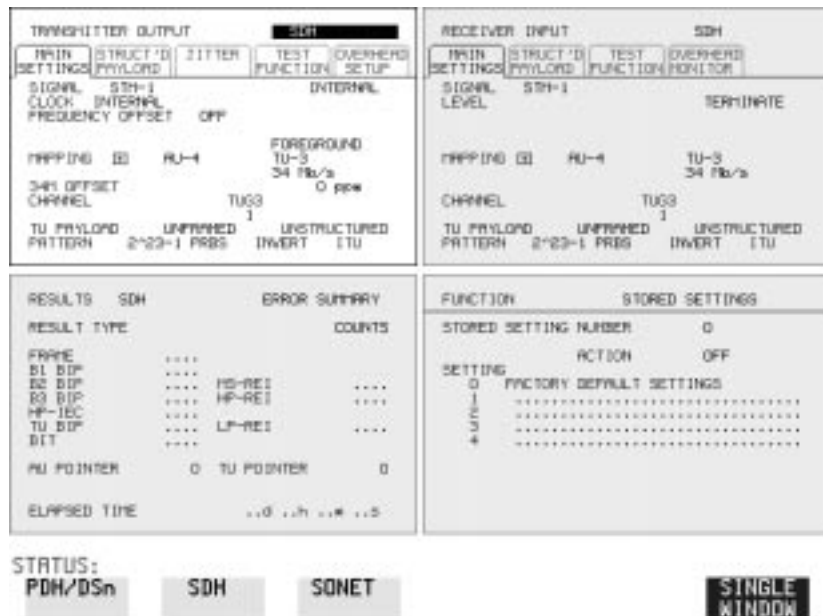 TRANSMITTER OUTPUT SDH
MAIN SETTINGS STRUCT'D PAYLOAD JITTER TEST FUNCTION OVERHEAD SETUP
SIGNAL STM-1 INTERNAL
CLOCK INTERNAL
FREQUENCY OFFSET OFF
FOREGROUND
MAPPING AU-4 TU-3
34 Mb/s
34M OFFSET 0 ppm
CHANNEL TUG3
1
TU PAYLOAD UNFRAMED UNSTRUCTURED
PATTERN 2^23-1 PRBS INVERT ITU
RECEIVER INPUT SDH
MAIN SETTINGS STRUCT'D PAYLOAD TEST FUNCTION OVERHEAD MONITOR
SIGNAL STM-1
LEVEL TERMINATE
MAPPING AU-4 TU-3
34 Mb/s
CHANNEL TUG3
1
TU PAYLOAD UNFRAMED UNSTRUCTURED
PATTERN 2^23-1 PRBS INVERT ITU
RESULTS SDH ERROR SUMMARY
RESULT TYPE COUNTS
FRAME ....
B1 BIP ....
B2 BIP .... MS-REI ....
B3 BIP .... HP-REI ....
HP-IEC ....
TU BIP .... LP-REI ....
BIT ....
AU POINTER 0 TU POINTER 0
ELAPSED TIME ..d ..h ..m ..s
FUNCTION STORED SETTINGS
STORED SETTING NUMBER 0
ACTION OFF
SETTING
0 FACTORY DEFAULT SETTINGS
1 ..............................
2 ..............................
3 ..............................
4 ..............................
STATUS:
PDH/DSn SDH SONET SINGLE WINDOW